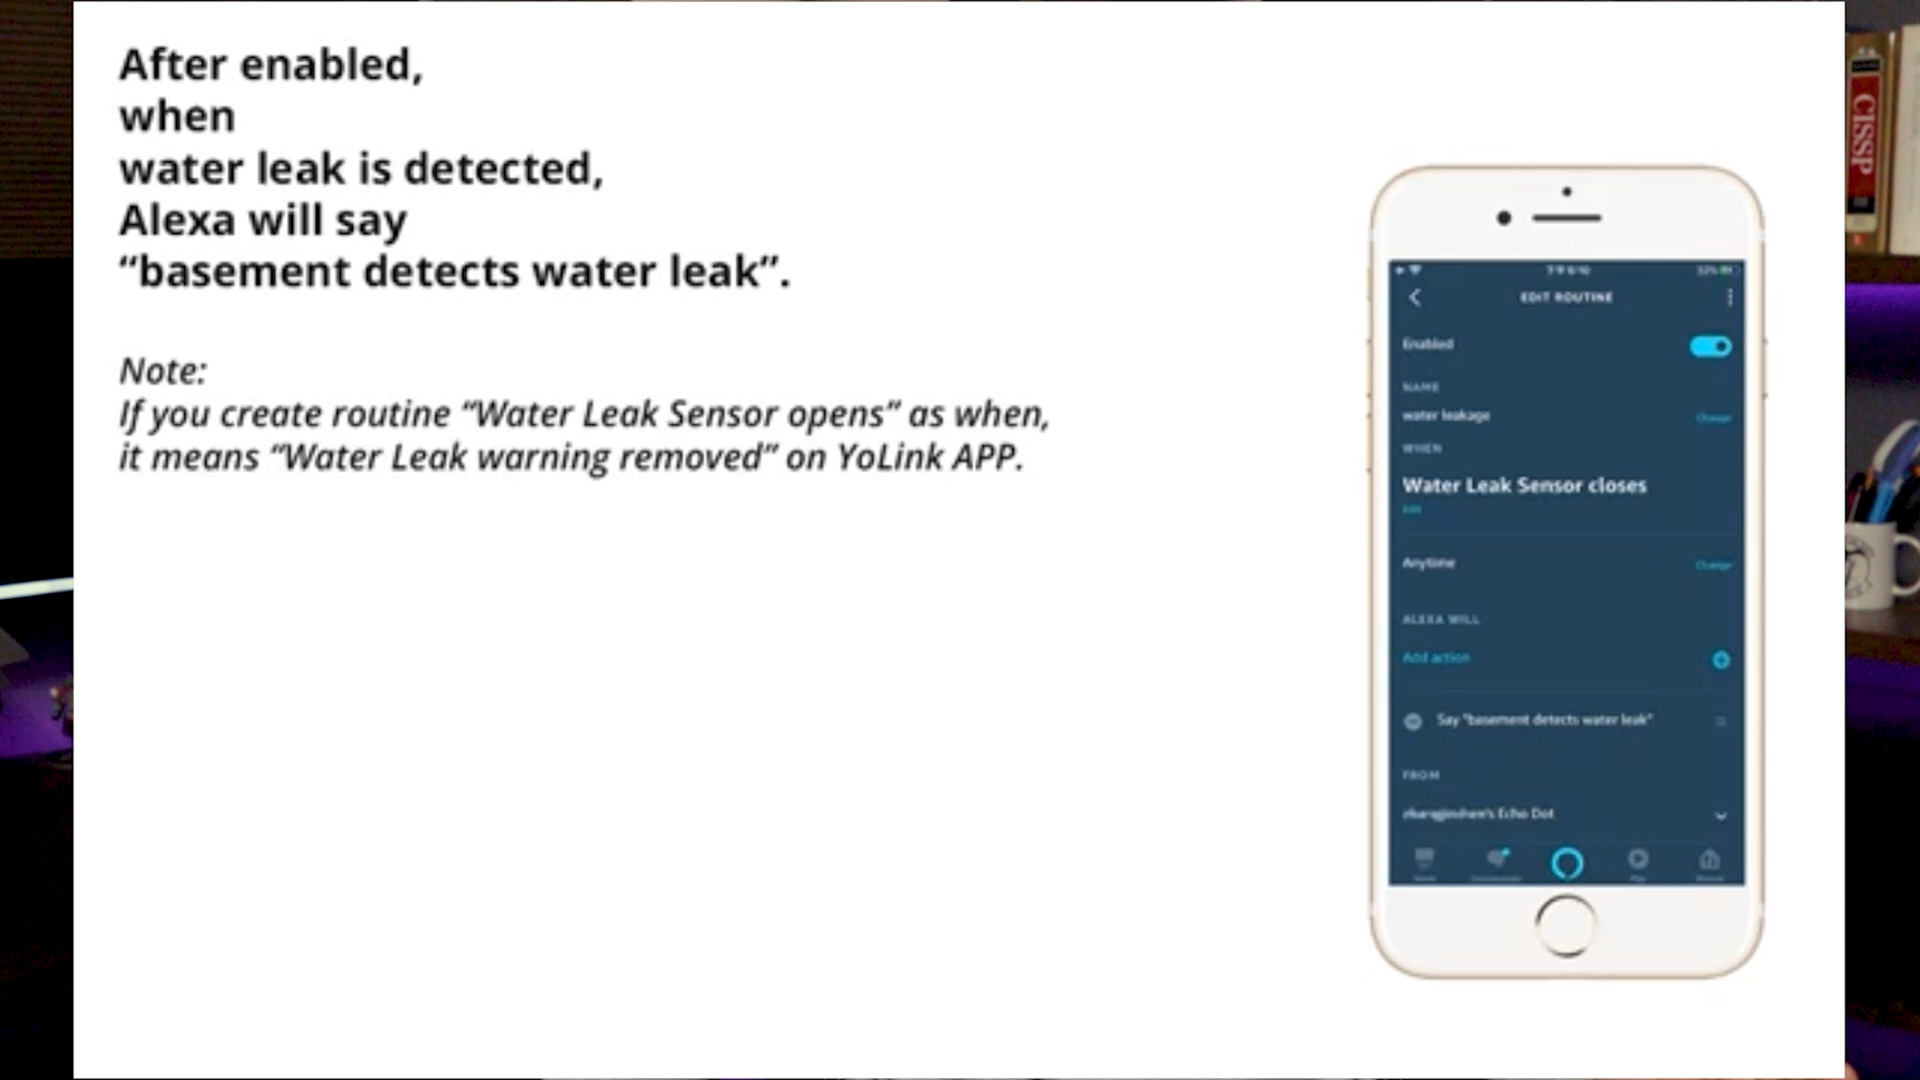 After enabled,
when
water leak is detected,
Alexa will say
“basement detects water leak”.
Note:
If you create routine “Water Leak Sensor opens” as when,
it means “Water Leak warning removed” on YoLink APP.
EDIT ROUTINE
Enabled
NAME
water leakage
Change
WHEN
Water Leak Sensor closes
Edit
Anytime
Change
ALEXA WILL
Add action
Say "basement detects water leak"
FROM
Echo Dot
CISSP